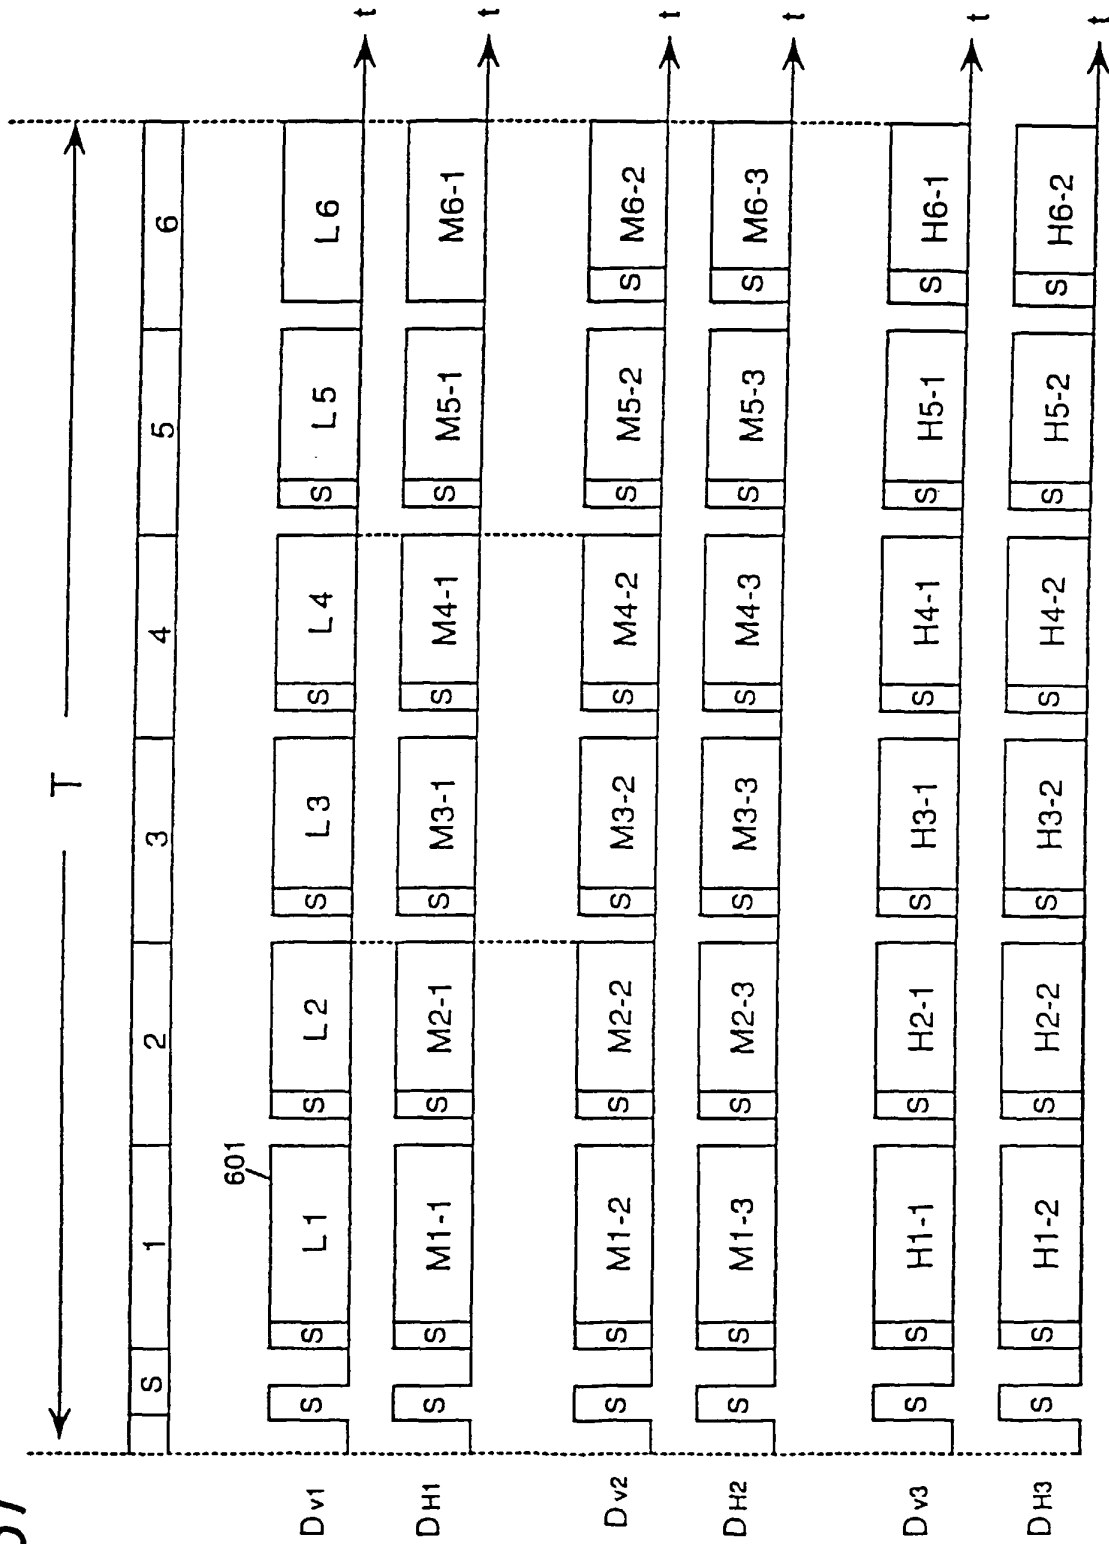 T
S 1 2 3 4 5 6
601
Dv1 S S L1 S L2 S L3 S L4 S L5 L6 t
DH1 S S M1-1 S M2-1 S M3-1 S M4-1 S M5-1 M6-1 t
Dv2 S S M1-2 S M2-2 S M3-2 S M4-2 S M5-2 S M6-2 t
DH2 S S M1-3 S M2-3 S M3-3 S M4-3 S M5-3 S M6-3 t
Dv3 S S H1-1 S H2-1 S H3-1 S H4-1 S H5-1 S H6-1 t
DH3 S S H1-2 S H2-2 S H3-2 S H4-2 S H5-2 S H6-2 t